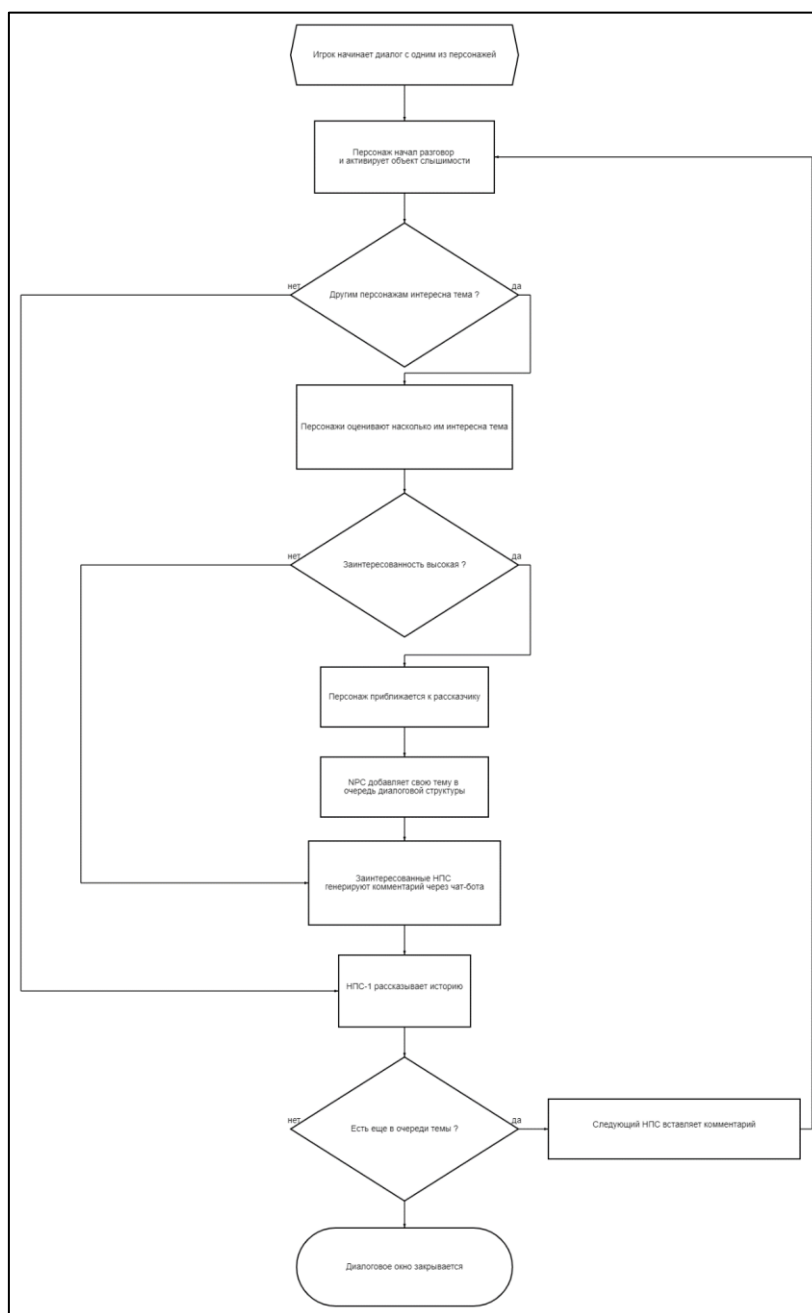 Игрок начинает диалог с одним из персонажей
Персонаж начал разговор
и активирует объект слышимости
нет
да
Другим персонажам интересна тема ?
Персонажи оценивают насколько им интересна тема
нет
да
Заинтересованность высокая ?
Персонаж приближается к рассказчику
NPC добавляет свою тему в
очередь диалоговой структуры
Заинтересованные НПС
генерируют комментарий через чат-бота
НПС-1 рассказывает историю
нет
да
Есть еще в очереди темы ?
Следующий НПС вставляет комментарий
Диалоговое окно закрывается